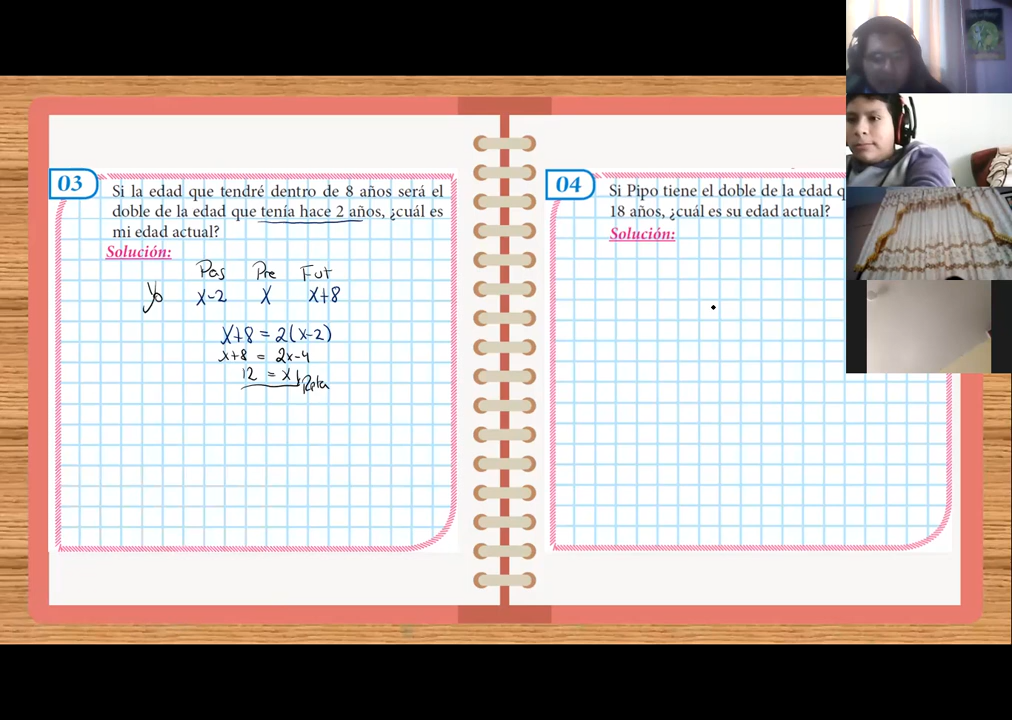 03
Si la edad que tendré dentro de 8 años será el
doble de la edad que tenía hace 2 años, ¿cuál es
mi edad actual?
Solución:
Pas Pre Fut
Yo x-2 x x+8
x+8 = 2(x-2)
x+8 = 2x-4
12 = x Rpta
04
Si Pipo tiene el doble de la edad q
18 años, ¿cuál es su edad actual?
Solución: